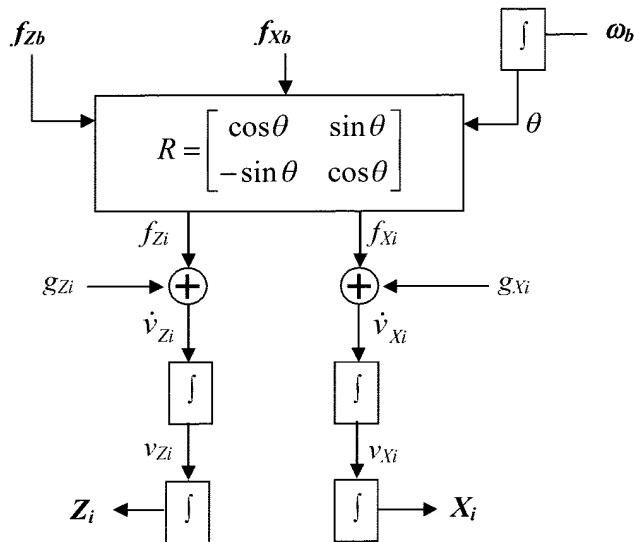 f_Zb f_Xb ∫ ω_b
R = [cosθ sinθ
−sinθ cosθ] θ
f_Zi f_Xi
g_Zi + + g_Xi
v̇_Zi v̇_Xi
∫ ∫
v_Zi v_Xi
Z_i ∫ ∫ X_i